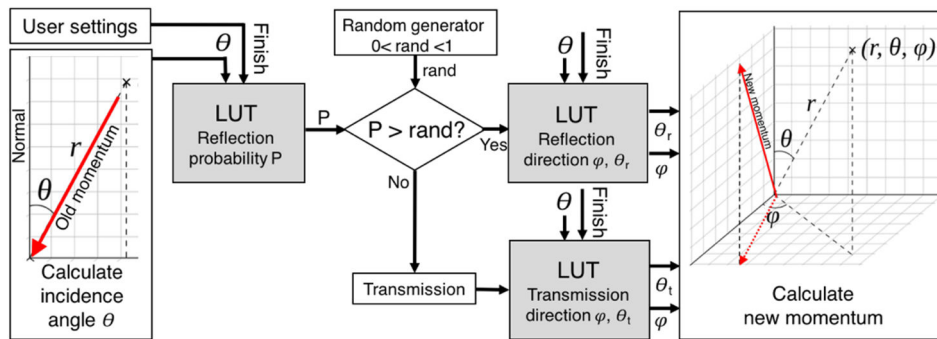 User settings
Normal
r
θ
Old momentum
Calculate
incidence
angle θ
θ
Finish
LUT
Reflection
probability P
P
Random generator
0< rand <1
rand
P > rand?
Yes
No
Transmission
θ
Finish
LUT
Reflection
direction φ, θr
θr
φ
θ
Finish
LUT
Transmission
direction φ, θt
θt
φ
(r, θ, φ)
New momentum
r
θ
φ
Calculate
new momentum